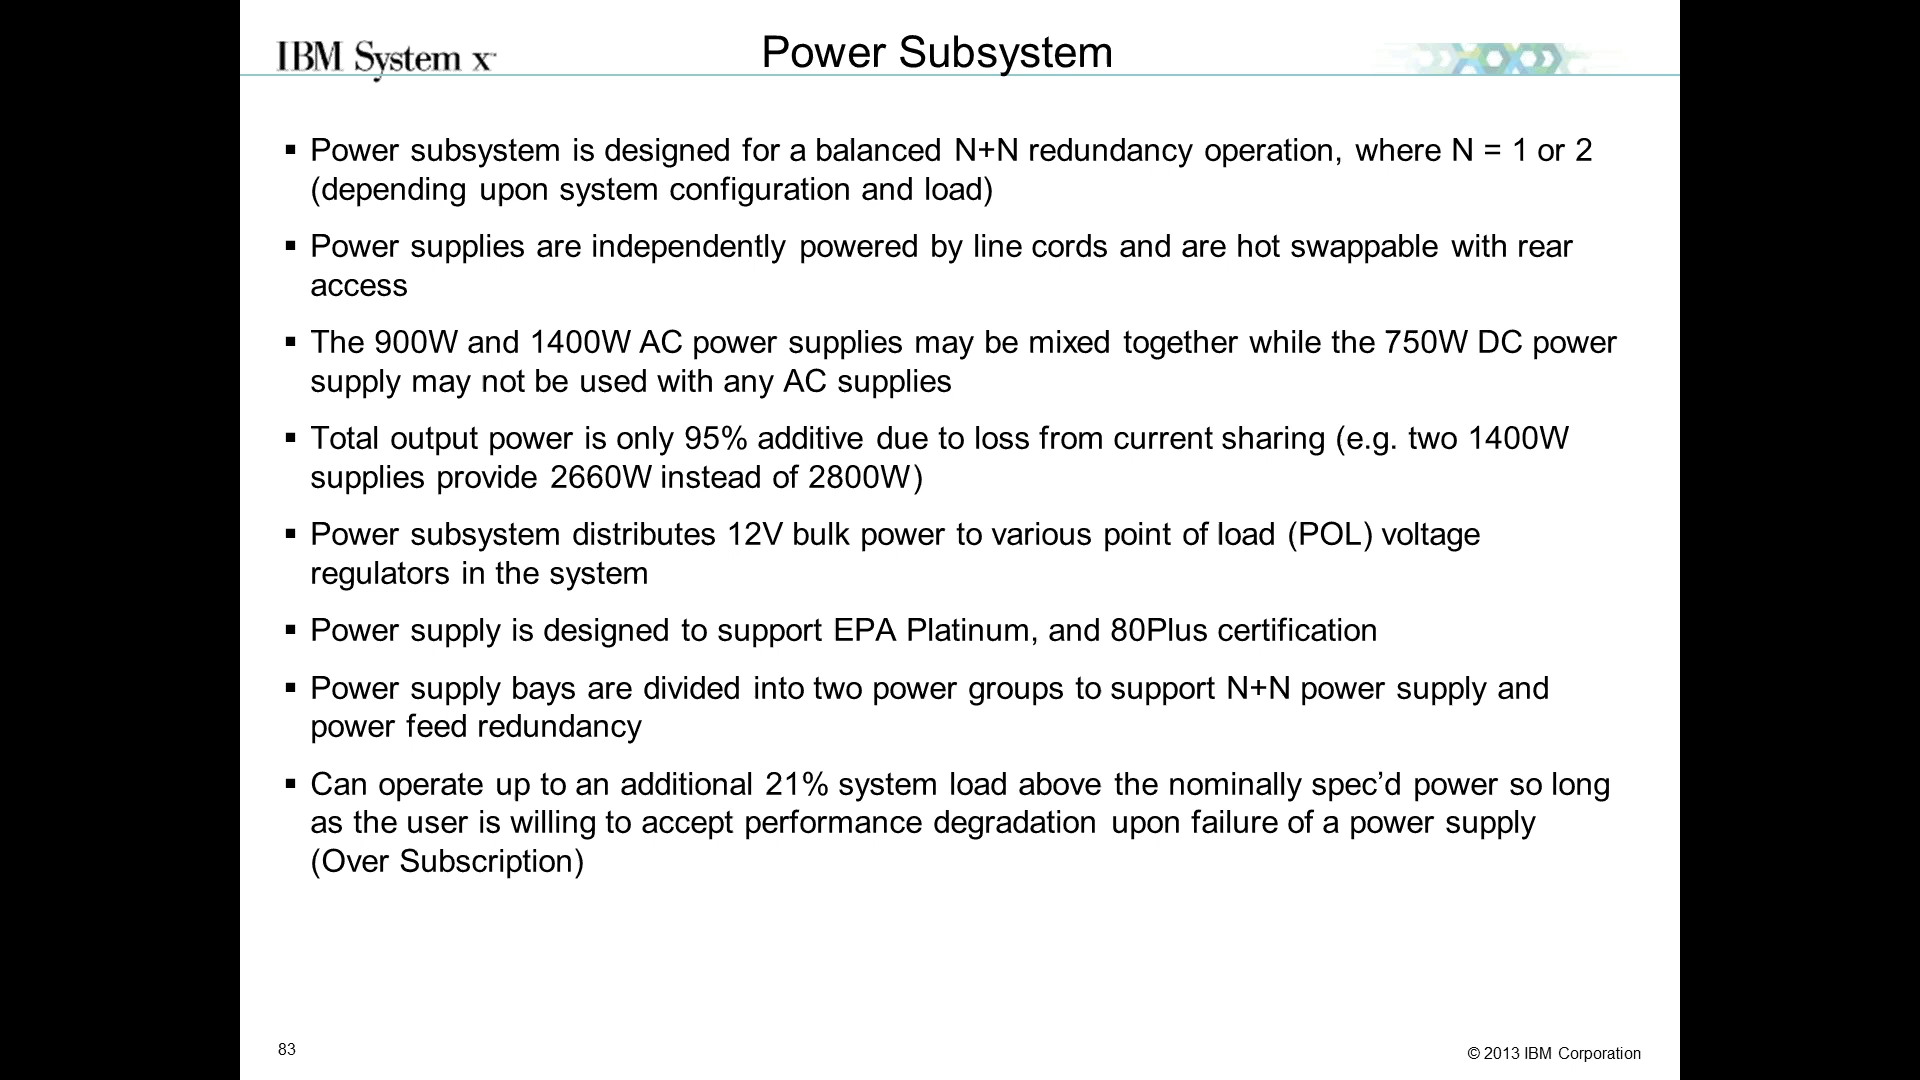 IBM System x™
Power Subsystem
▪ Power subsystem is designed for a balanced N+N redundancy operation, where N = 1 or 2
(depending upon system configuration and load)
▪ Power supplies are independently powered by line cords and are hot swappable with rear
access
▪ The 900W and 1400W AC power supplies may be mixed together while the 750W DC power
supply may not be used with any AC supplies
▪ Total output power is only 95% additive due to loss from current sharing (e.g. two 1400W
supplies provide 2660W instead of 2800W)
▪ Power subsystem distributes 12V bulk power to various point of load (POL) voltage
regulators in the system
▪ Power supply is designed to support EPA Platinum, and 80Plus certification
▪ Power supply bays are divided into two power groups to support N+N power supply and
power feed redundancy
▪ Can operate up to an additional 21% system load above the nominally spec’d power so long
as the user is willing to accept performance degradation upon failure of a power supply
(Over Subscription)
83
© 2013 IBM Corporation